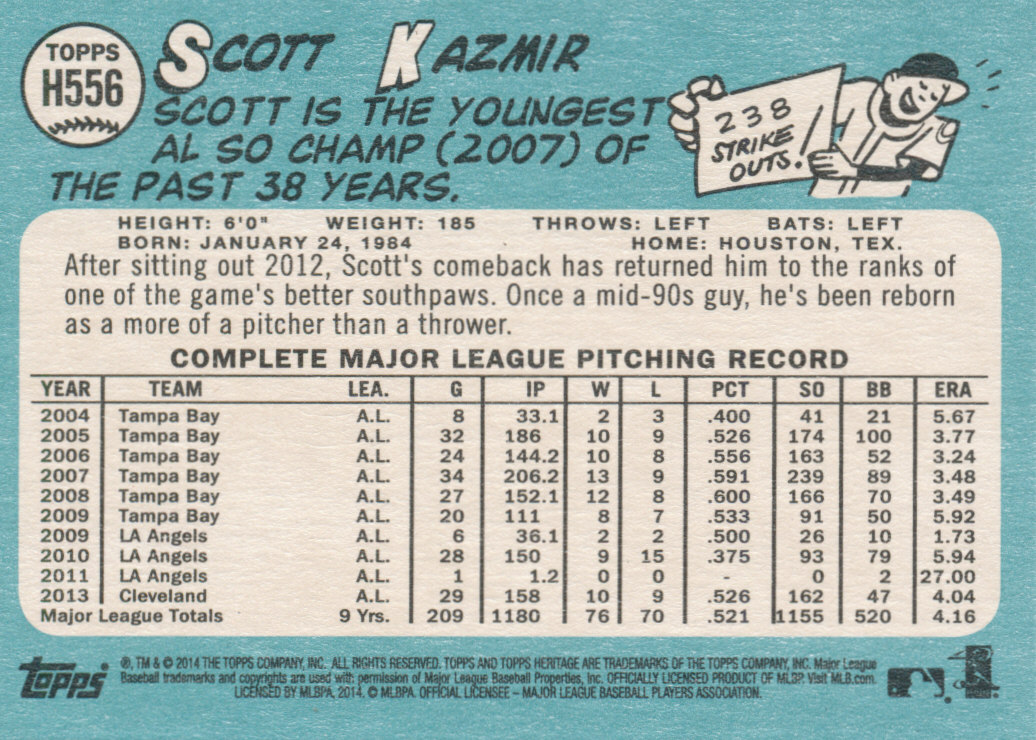 TOPPS
H556
SCOTT KAZMIR
SCOTT IS THE YOUNGEST
AL SO CHAMP (2007) OF
THE PAST 38 YEARS.
238
STRIKE
OUTS!
HEIGHT: 6'0" WEIGHT: 185 THROWS: LEFT BATS: LEFT
BORN: JANUARY 24, 1984 HOME: HOUSTON, TEX.
After sitting out 2012, Scott's comeback has returned him to the ranks of
one of the game's better southpaws. Once a mid-90s guy, he's been reborn
as a more of a pitcher than a thrower.
COMPLETE MAJOR LEAGUE PITCHING RECORD
YEAR TEAM LEA. G IP W L PCT SO BB ERA
2004 Tampa Bay A.L. 8 33.1 2 3 .400 41 21 5.67
2005 Tampa Bay A.L. 32 186 10 9 .526 174 100 3.77
2006 Tampa Bay A.L. 24 144.2 10 8 .556 163 52 3.24
2007 Tampa Bay A.L. 34 206.2 13 9 .591 239 89 3.48
2008 Tampa Bay A.L. 27 152.1 12 8 .600 166 70 3.49
2009 Tampa Bay A.L. 20 111 8 7 .533 91 50 5.92
2009 LA Angels A.L. 6 36.1 2 2 .500 26 10 1.73
2010 LA Angels A.L. 28 150 9 15 .375 93 79 5.94
2011 LA Angels A.L. 1 1.2 0 0 - 0 2 27.00
2013 Cleveland A.L. 29 158 10 9 .526 162 47 4.04
Major League Totals 9 Yrs. 209 1180 76 70 .521 1155 520 4.16
topps
®, TM & © 2014 THE TOPPS COMPANY, INC. ALL RIGHTS RESERVED. TOPPS AND TOPPS HERITAGE ARE TRADEMARKS OF THE TOPPS COMPANY, INC. Major League
Baseball trademarks and copyrights are used with permission of Major League Baseball Properties, Inc. OFFICIALLY LICENSED PRODUCT OF MLBP. Visit MLB.com.
LICENSED BY MLBPA, 2014. © MLBPA. OFFICIAL LICENSEE – MAJOR LEAGUE BASEBALL PLAYERS ASSOCIATION.